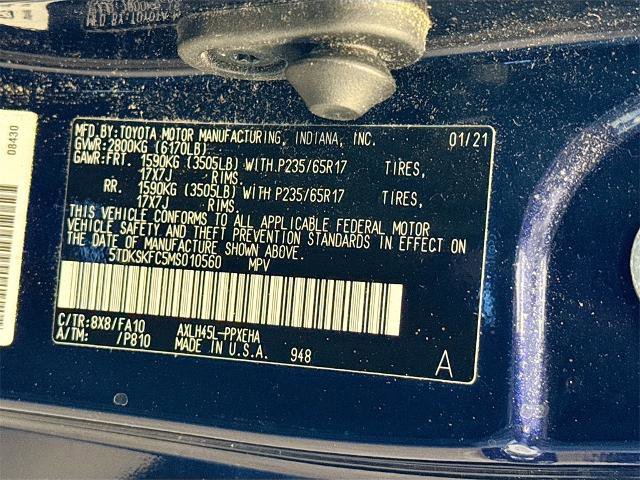 08430
MFD.BY:TOYOTA MOTOR MANUFACTURING, INDIANA, INC. 01/21
GVWR:2800KG (6170LB)
GAWR:FRT. 1590KG (3505LB) WITH.P235/65R17 TIRES,
17X7J RIMS,
RR. 1590KG (3505LB) WITH P235/65R17 TIRES,
17X7J RIMS.
THIS VEHICLE CONFORMS TO ALL APPLICABLE FEDERAL MOTOR
VEHICLE SAFETY AND THEFT PREVENTION STANDARDS IN EFFECT ON
THE DATE OF MANUFACTURE SHOWN ABOVE.
5TDKSKFC5MS010560 MPV
C/TR:8X8/FA10 AXLH45L-PPXEHA
A/TM: /P810 MADE IN U.S.A. 948 A